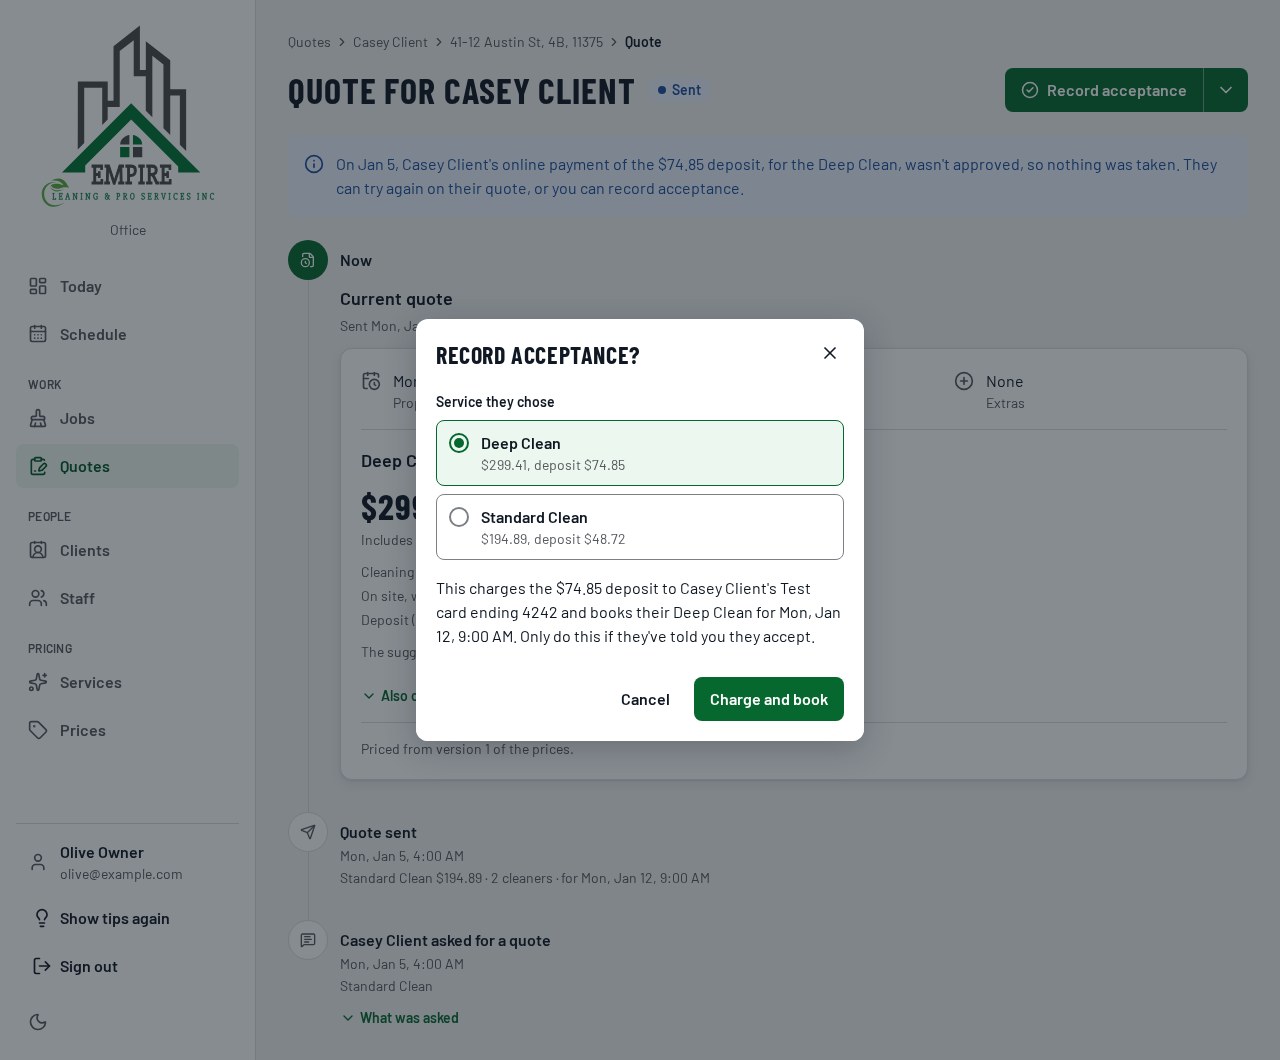 EMPIRE
LEANING & PRO SERVICES INC
Office
Today
Schedule
WORK
Jobs
Quotes
PEOPLE
Clients
Staff
PRICING
Services
Prices
Olive Owner
olive@example.com
Show tips again
Sign out
Quotes > Casey Client > 41-12 Austin St, 4B, 11375 > Quote
QUOTE FOR CASEY CLIENT
Sent
Record acceptance
On Jan 5, Casey Client's online payment of the $74.85 deposit, for the Deep Clean, wasn't approved, so nothing was taken. They
can try again on their quote, or you can record acceptance.
Now
Current quote
Sent Mon,
None
Extras
Deep
Includes
Cleaning
On site,
Deposit
The
Also
Priced from version 1 of the prices.
RECORD ACCEPTANCE?
Service they chose
Deep Clean
$299.41, deposit $74.85
Standard Clean
$194.89, deposit $48.72
This charges the $74.85 deposit to Casey Client's Test
card ending 4242 and books their Deep Clean for Mon, Jan
12, 9:00 AM. Only do this if they've told you they accept.
Cancel
Charge and book
Quote sent
Mon, Jan 5, 4:00 AM
Standard Clean $194.89 · 2 cleaners · for Mon, Jan 12, 9:00 AM
Casey Client asked for a quote
Mon, Jan 5, 4:00 AM
Standard Clean
What was asked